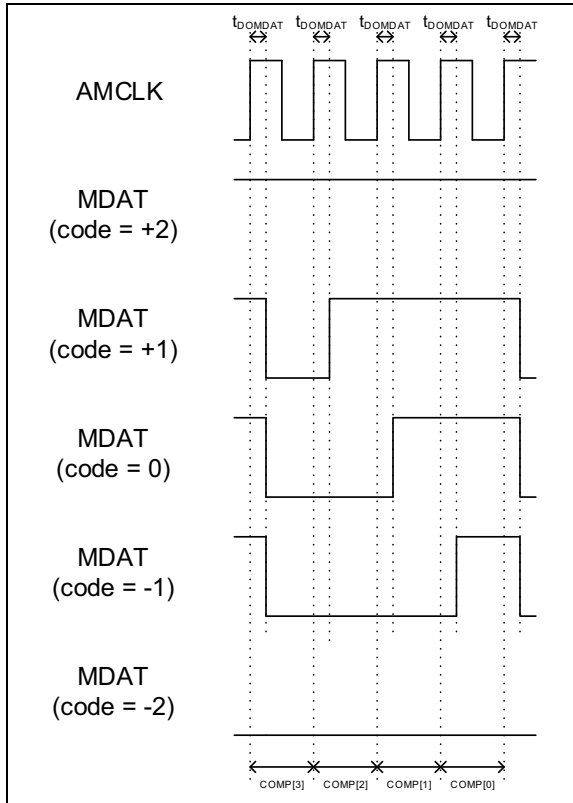 tDOMDAT tDOMDAT tDOMDAT tDOMDAT tDOMDAT
AMCLK
MDAT
(code = +2)
MDAT
(code = +1)
MDAT
(code = 0)
MDAT
(code = -1)
MDAT
(code = -2)
COMP[3] COMP[2] COMP[1] COMP[0]